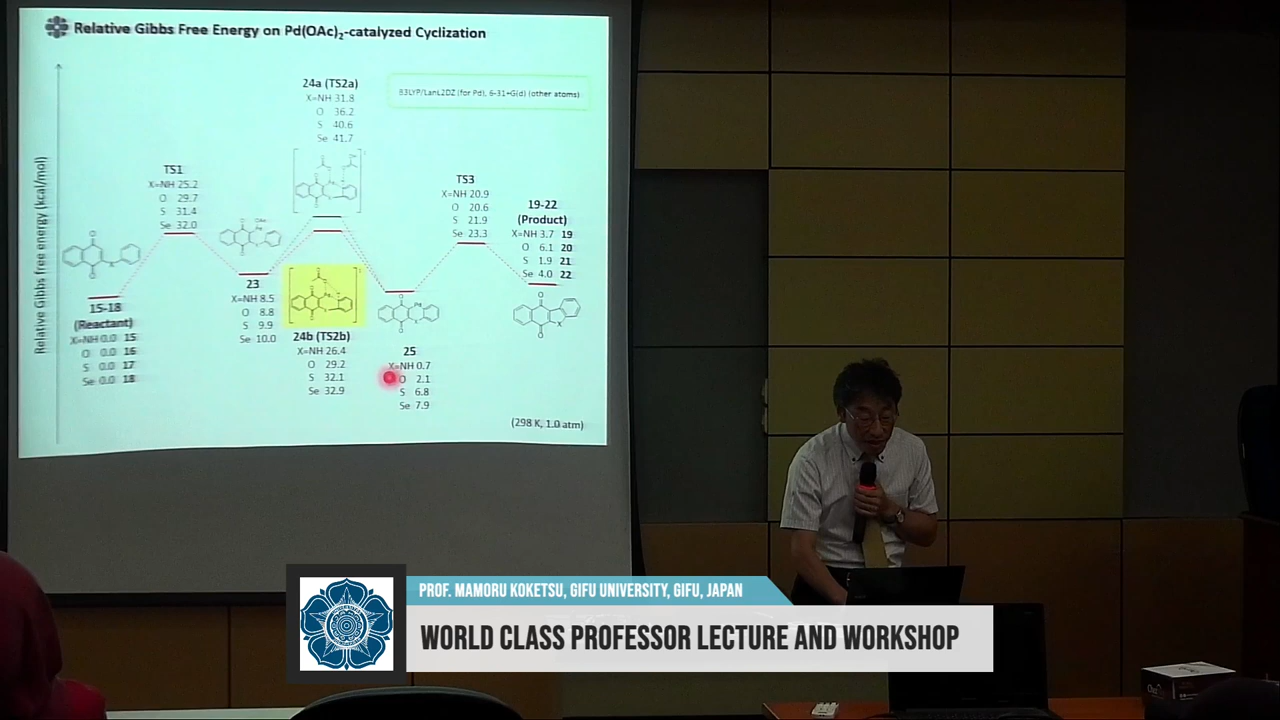 Relative Gibbs Free Energy on Pd(OAc)₂-catalyzed Cyclization
B3LYP/LanL2DZ (for Pd), 6-31+G(d) (other atoms)
Relative Gibbs free energy (kcal/mol)
15-18
(Reactant)
X=NH 0.0 15
O 0.0 16
S 0.0 17
Se 0.0 18
TS1
X=NH 25.2
O 29.7
S 31.4
Se 32.0
23
X=NH 8.5
O 8.8
S 9.9
Se 10.0
24a (TS2a)
X=NH 31.8
O 36.2
S 40.6
Se 41.7
24b (TS2b)
X=NH 26.4
O 29.2
S 32.1
Se 32.9
25
X=NH 0.7
O 2.1
S 6.8
Se 7.9
TS3
X=NH 20.9
O 20.6
S 21.9
Se 23.3
19-22
(Product)
X=NH 3.7 19
O 6.1 20
S 1.9 21
Se 4.0 22
(298 K, 1.0 atm)
PROF. MAMORU KOKETSU, GIFU UNIVERSITY, GIFU, JAPAN
WORLD CLASS PROFESSOR LECTURE AND WORKSHOP